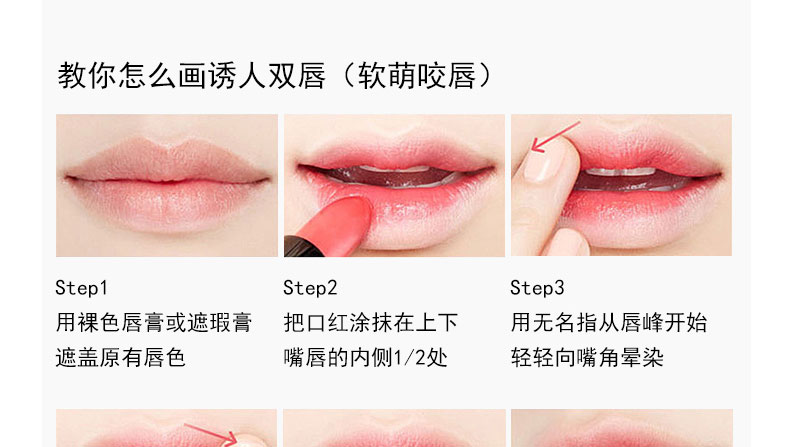 教你怎么画诱人双唇（软萌咬唇）
Step1
用裸色唇膏或遮瑕膏
遮盖原有唇色
Step2
把口红涂抹在上下
嘴唇的内侧1/2处
Step3
用无名指从唇峰开始
轻轻向嘴角晕染